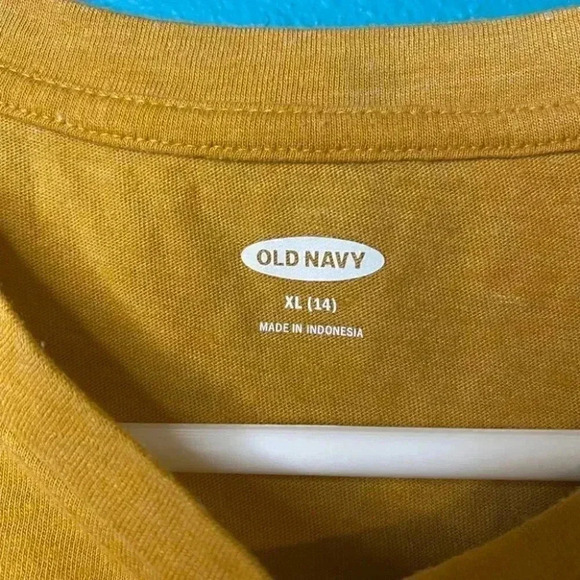 OLD NAVY
XL (14)
MADE IN INDONESIA